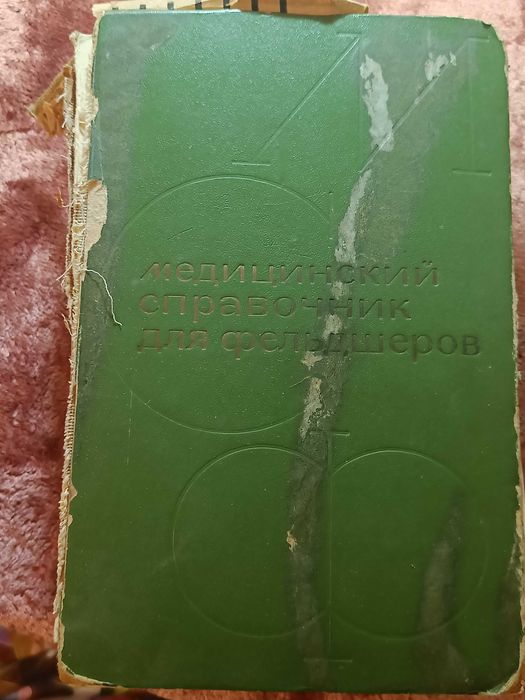 медицинский
справочник
для фельдшеров